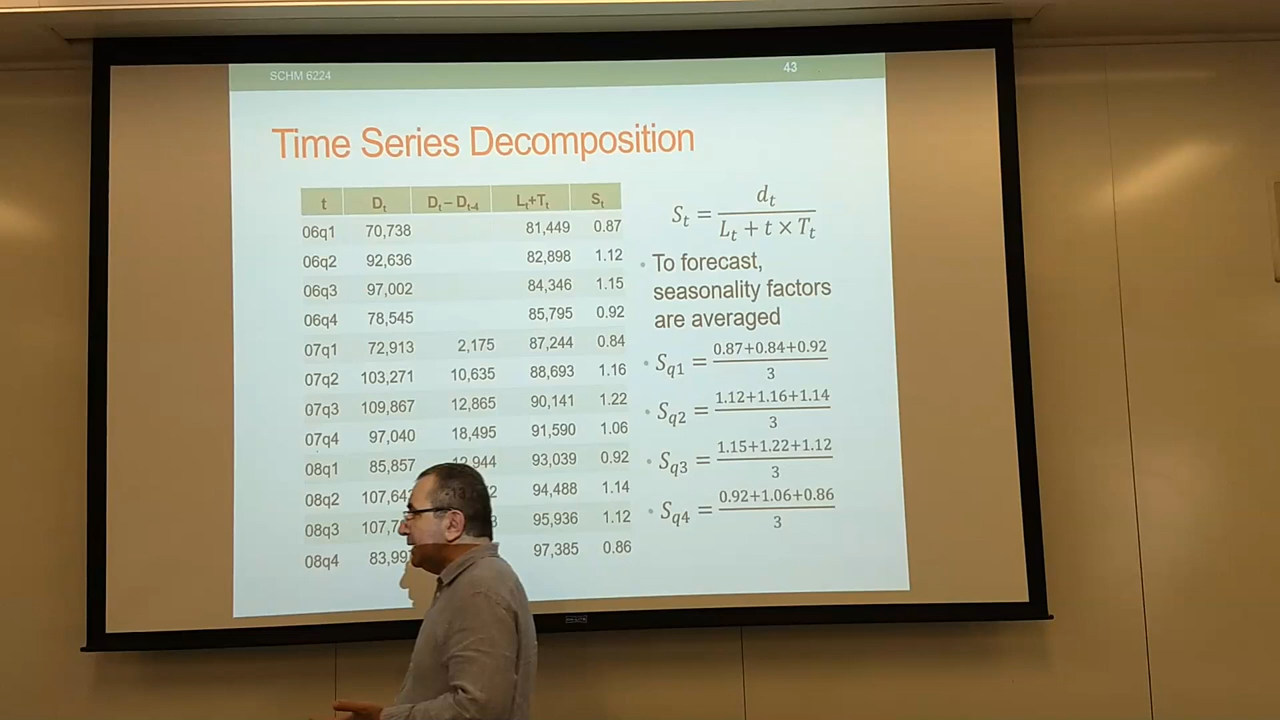 SCHM 6224 43
Time Series Decomposition
t Dₜ Dₜ – Dₜ₋₄ Lₜ+Tₜ Sₜ
06q1 70,738 81,449 0.87
06q2 92,636 82,898 1.12
06q3 97,002 84,346 1.15
06q4 78,545 85,795 0.92
07q1 72,913 2,175 87,244 0.84
07q2 103,271 10,635 88,693 1.16
07q3 109,867 12,865 90,141 1.22
07q4 97,040 18,495 91,590 1.06
08q1 85,857 12,944 93,039 0.92
08q2 94,488 1.14
08q3 95,936 1.12
08q4 97,385 0.86
Sₜ = dₜ / (Lₜ + t × Tₜ)
• To forecast,
seasonality factors
are averaged
• S_q1 = (0.87+0.84+0.92) / 3
• S_q2 = (1.12+1.16+1.14) / 3
• S_q3 = (1.15+1.22+1.12) / 3
• S_q4 = (0.92+1.06+0.86) / 3